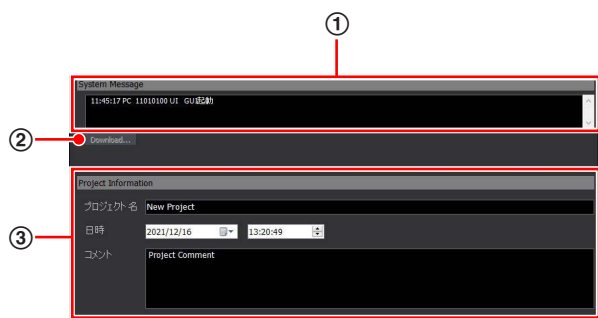 ①
System Message
11:45:17 PC 11010100 UI GUI起動
②
Download...
③
Project Information
プロジェクト名 New Project
日時 2021/12/16 13:20:49
コメント Project Comment